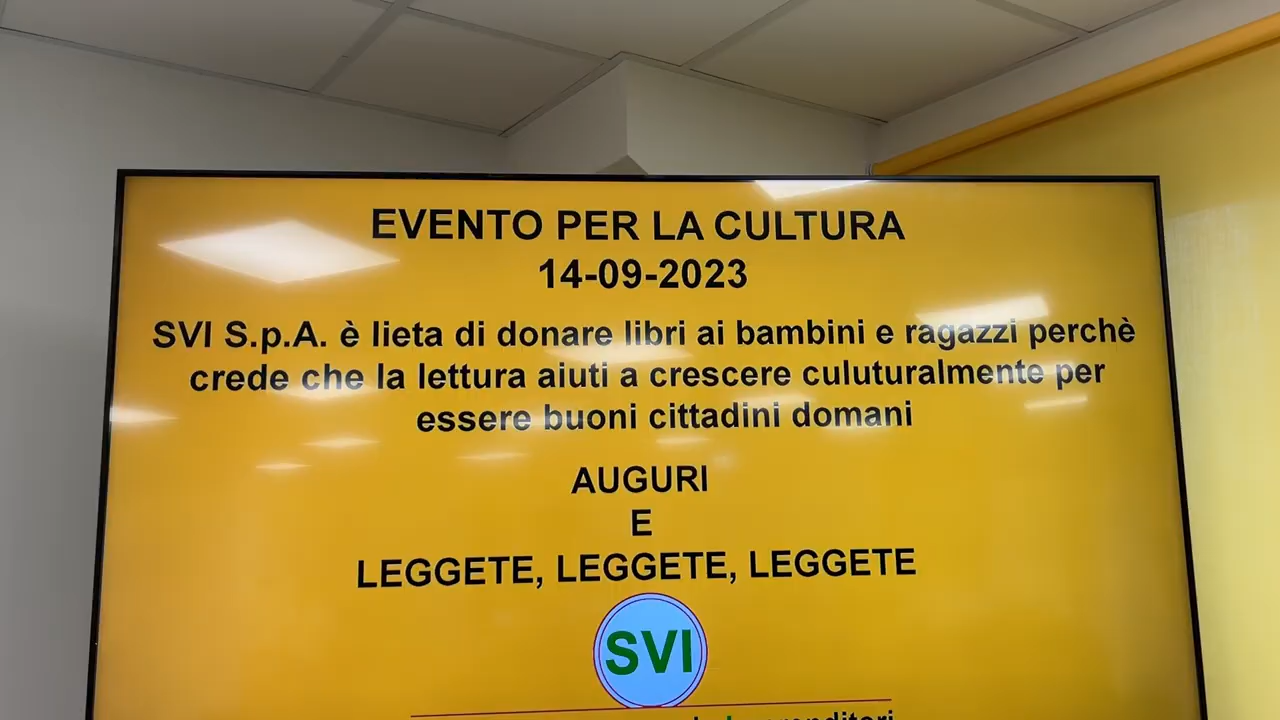 EVENTO PER LA CULTURA
14-09-2023
SVI S.p.A. è lieta di donare libri ai bambini e ragazzi perchè
crede che la lettura aiuti a crescere culuturalmente per
essere buoni cittadini domani
AUGURI
E
LEGGETE, LEGGETE, LEGGETE
SVI